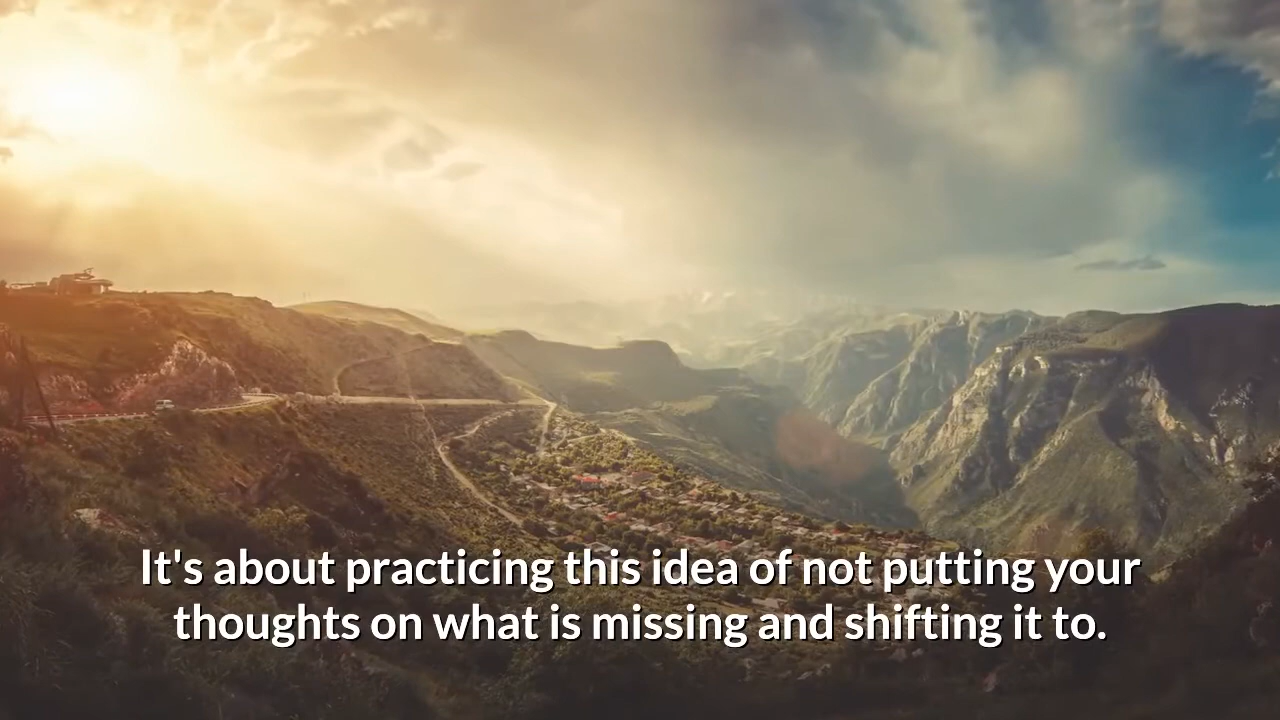 It's about practicing this idea of not putting your
thoughts on what is missing and shifting it to.